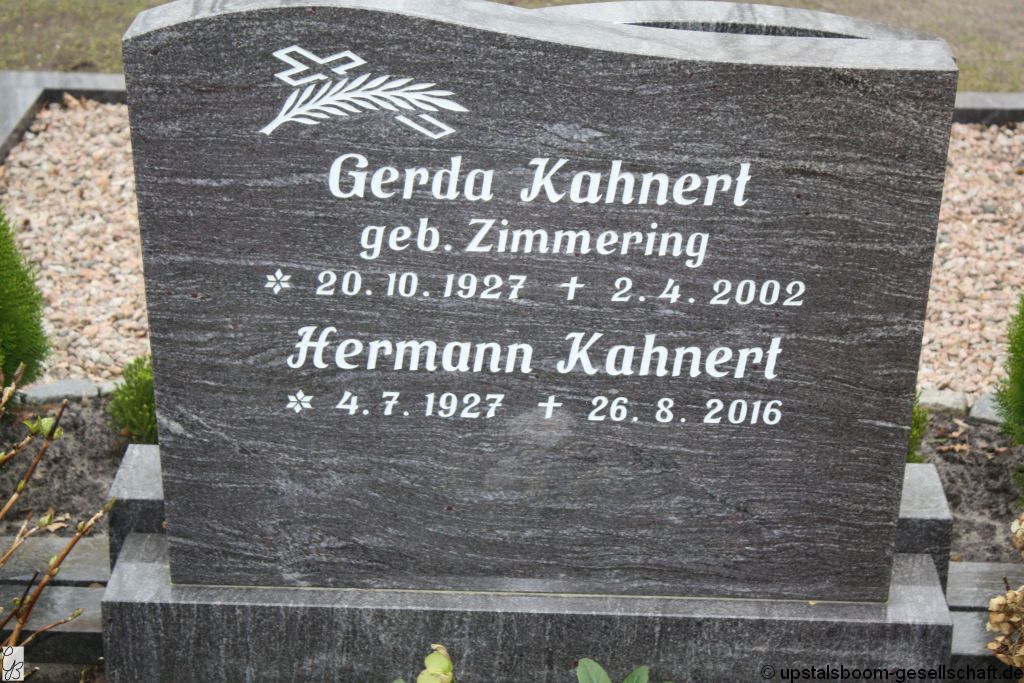 Gerda Kahnert
geb. Zimmering
* 20. 10. 1927 † 2. 4. 2002
Hermann Kahnert
* 4. 7. 1927 † 26. 8. 2016
GB
© upstalsboom-gesellschaft.de